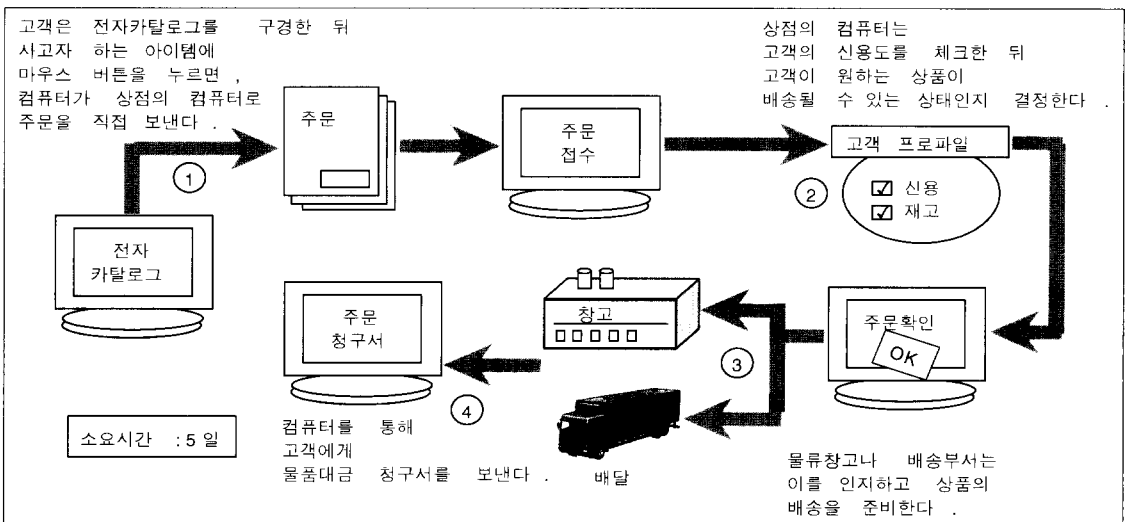 고객은 전자카탈로그를 구경한 뒤
사고자 하는 아이템에
마우스 버튼을 누르면 ,
컴퓨터가 상점의 컴퓨터로
주문을 직접 보낸다 .
상점의 컴퓨터는
고객의 신용도를 체크한 뒤
고객이 원하는 상품이
배송될 수 있는 상태인지 결정한다 .
주문
주문
접수
고객 프로파일
1
2
신용
재고
전자
카탈로그
주문
청구서
창고
주문확인
OK
3
4
소요시간 : 5 일
컴퓨터를 통해
고객에게
물품대금 청구서를 보낸다 .
배달
물류창고나 배송부서는
이를 인지하고 상품의
배송을 준비한다 .